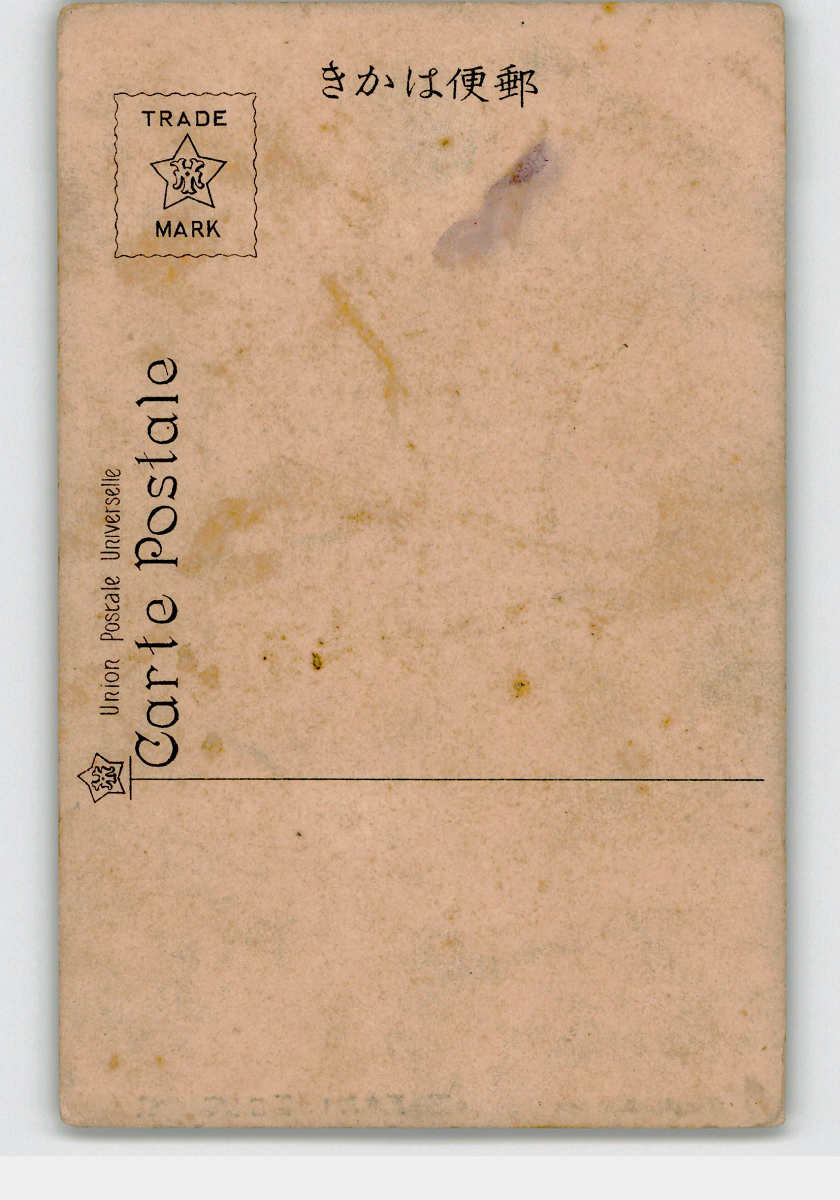 郵便はかき
TRADE
MARK
Carte Postale
Union Postale Universelle